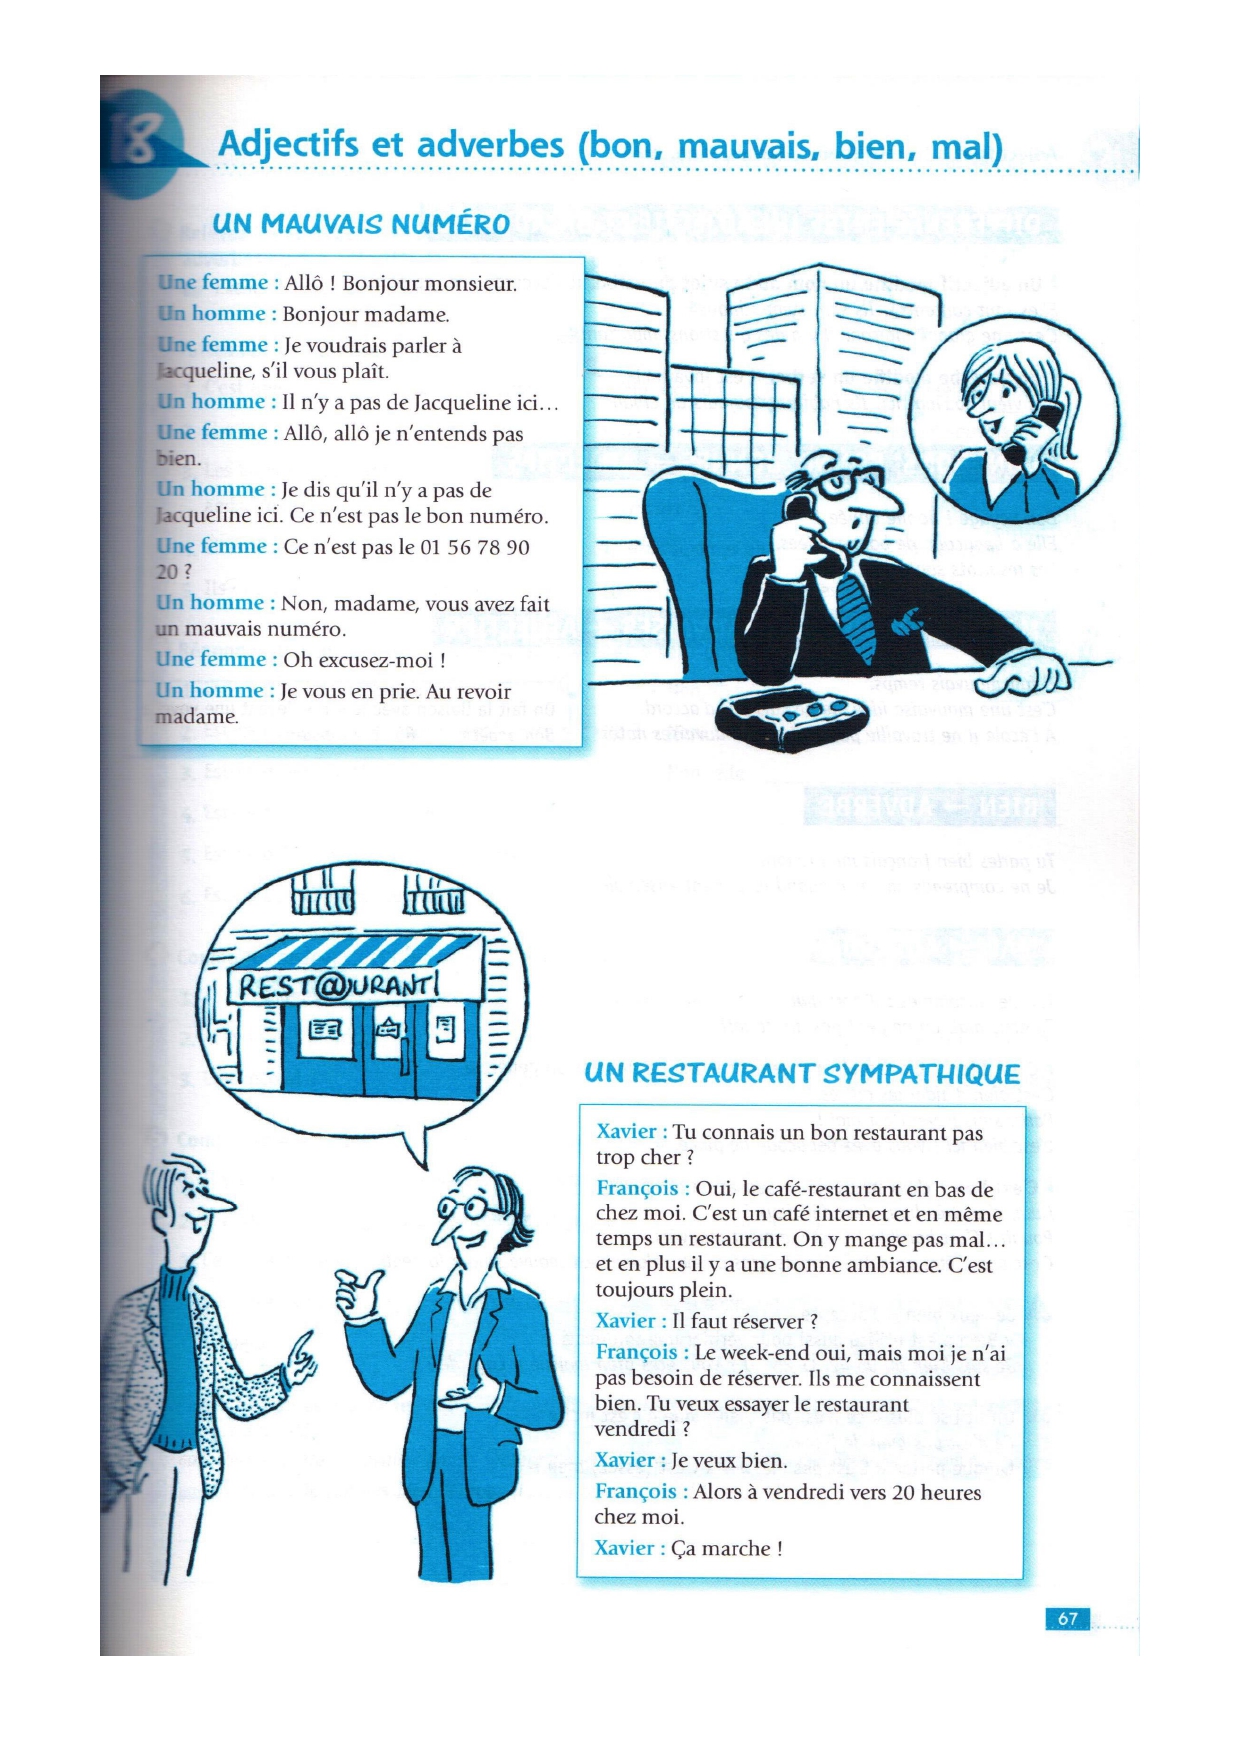 18
Adjectifs et adverbes (bon, mauvais, bien, mal)
UN MAUVAIS NUMÉRO
Une femme : Allô ! Bonjour monsieur.
Un homme : Bonjour madame.
Une femme : Je voudrais parler à
Jacqueline, s'il vous plaît.
Un homme : Il n'y a pas de Jacqueline ici…
Une femme : Allô, allô je n'entends pas
bien.
Un homme : Je dis qu'il n'y a pas de
Jacqueline ici. Ce n'est pas le bon numéro.
Une femme : Ce n'est pas le 01 56 78 90
20 ?
Un homme : Non, madame, vous avez fait
un mauvais numéro.
Une femme : Oh excusez-moi !
Un homme : Je vous en prie. Au revoir
madame.
REST@URANT
UN RESTAURANT SYMPATHIQUE
Xavier : Tu connais un bon restaurant pas
trop cher ?
François : Oui, le café-restaurant en bas de
chez moi. C'est un café internet et en même
temps un restaurant. On y mange pas mal…
et en plus il y a une bonne ambiance. C'est
toujours plein.
Xavier : Il faut réserver ?
François : Le week-end oui, mais moi je n'ai
pas besoin de réserver. Ils me connaissent
bien. Tu veux essayer le restaurant
vendredi ?
Xavier : Je veux bien.
François : Alors à vendredi vers 20 heures
chez moi.
Xavier : Ça marche !
67